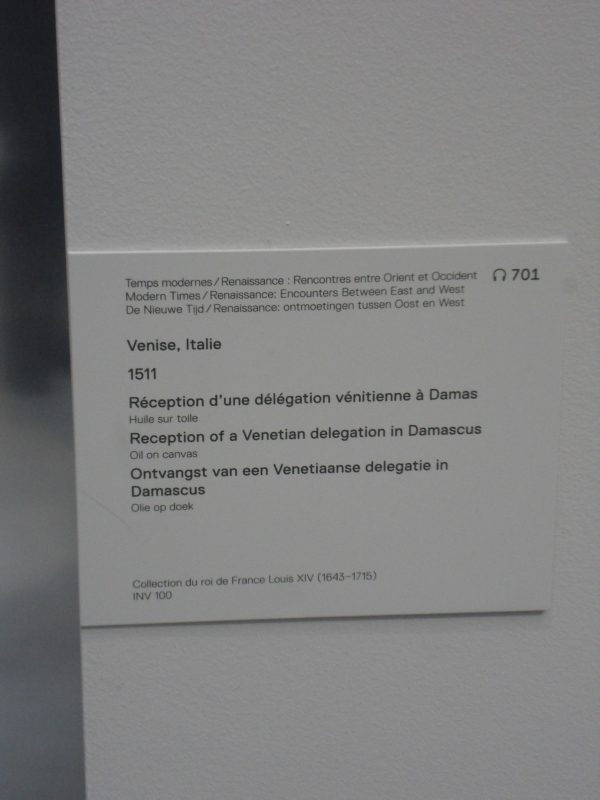 Temps modernes / Renaissance : Rencontres entre Orient et Occident 701
Modern Times / Renaissance: Encounters Between East and West
De Nieuwe Tijd / Renaissance: ontmoetingen tussen Oost en West
Venise, Italie
1511
Réception d'une délégation vénitienne à Damas
Huile sur toile
Reception of a Venetian delegation in Damascus
Oil on canvas
Ontvangst van een Venetiaanse delegatie in
Damascus
Olie op doek
Collection du roi de France Louis XIV (1643–1715)
INV 100